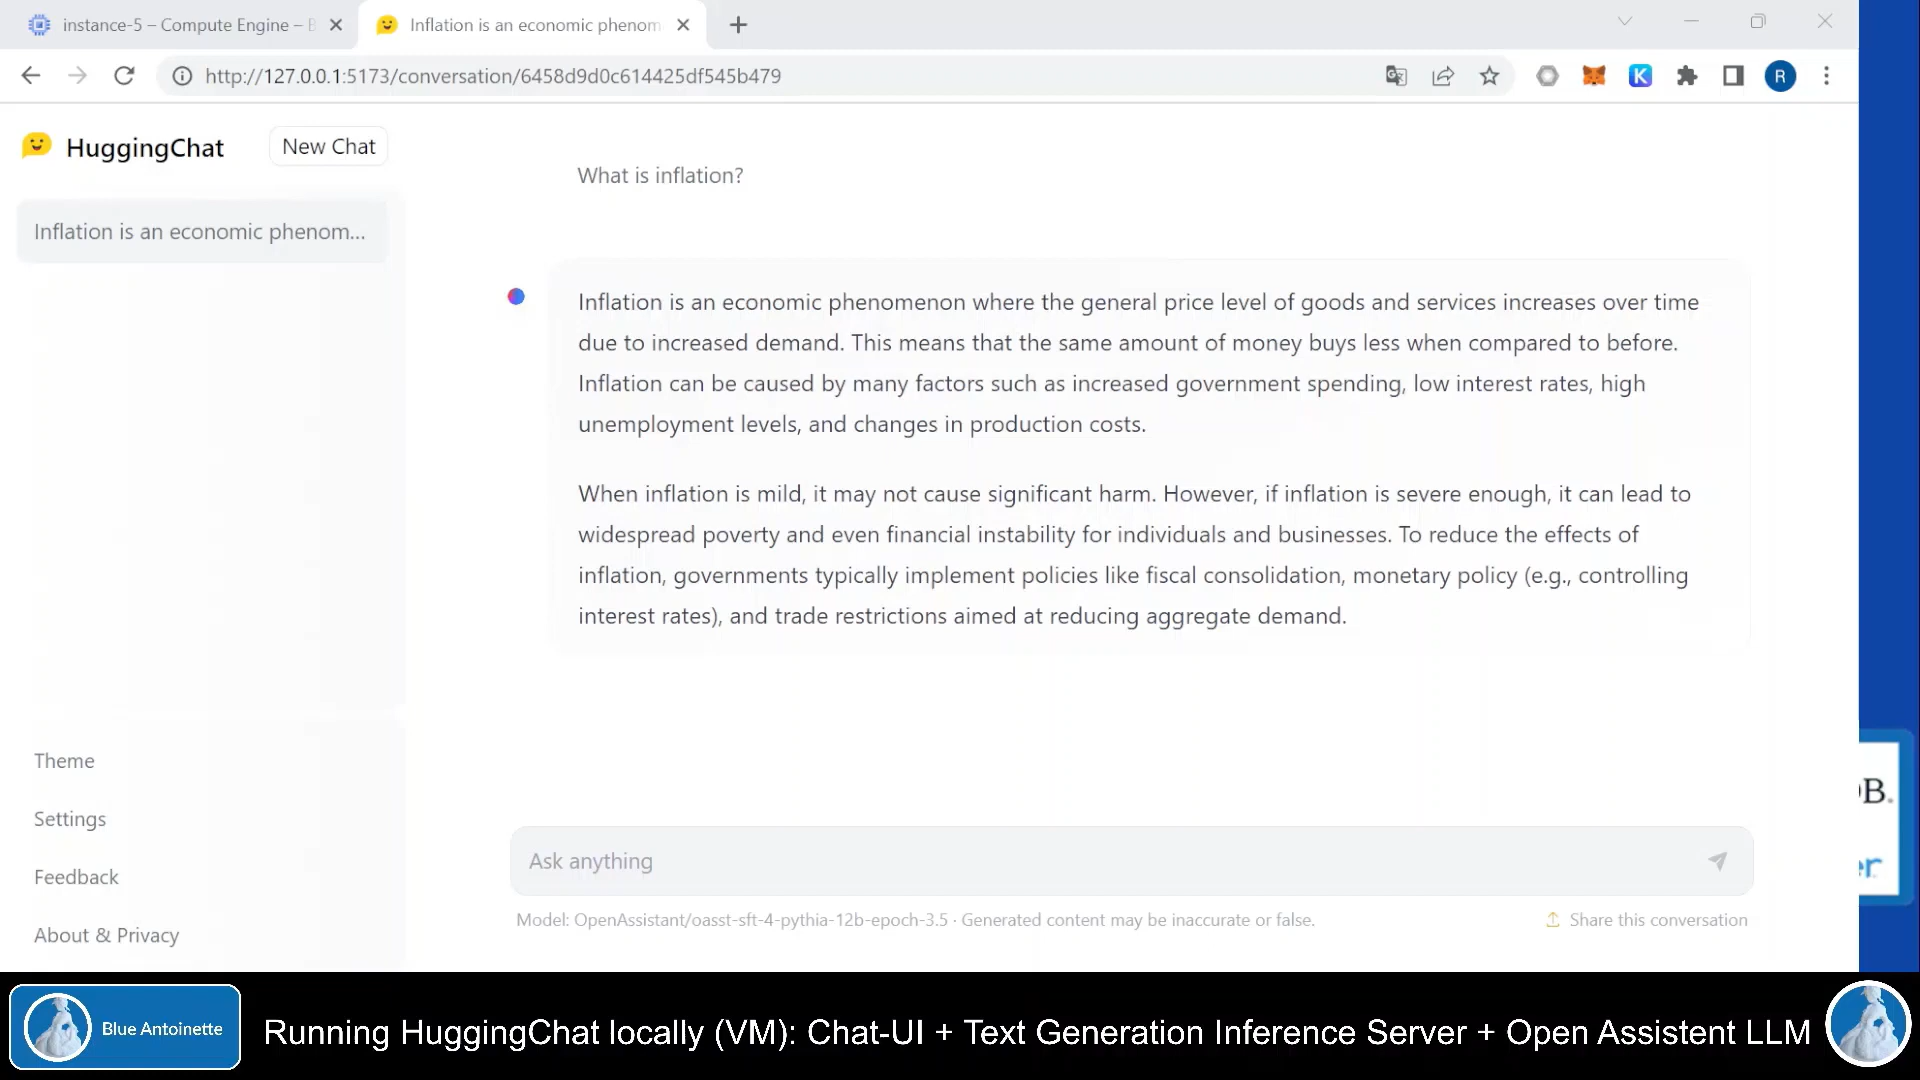 instance-5 – Compute Engine –
Inflation is an economic phenom
http://127.0.0.1:5173/conversation/6458d9d0c614425df545b479
K
R
HuggingChat
New Chat
Inflation is an economic phenom...
What is inflation?
Inflation is an economic phenomenon where the general price level of goods and services increases over time
due to increased demand. This means that the same amount of money buys less when compared to before.
Inflation can be caused by many factors such as increased government spending, low interest rates, high
unemployment levels, and changes in production costs.
When inflation is mild, it may not cause significant harm. However, if inflation is severe enough, it can lead to
widespread poverty and even financial instability for individuals and businesses. To reduce the effects of
inflation, governments typically implement policies like fiscal consolidation, monetary policy (e.g., controlling
interest rates), and trade restrictions aimed at reducing aggregate demand.
Theme
Settings
Feedback
About & Privacy
Ask anything
Model: OpenAssistant/oasst-sft-4-pythia-12b-epoch-3.5 · Generated content may be inaccurate or false.
Share this conversation
B.
er
Blue Antoinette
Running HuggingChat locally (VM): Chat-UI + Text Generation Inference Server + Open Assistent LLM